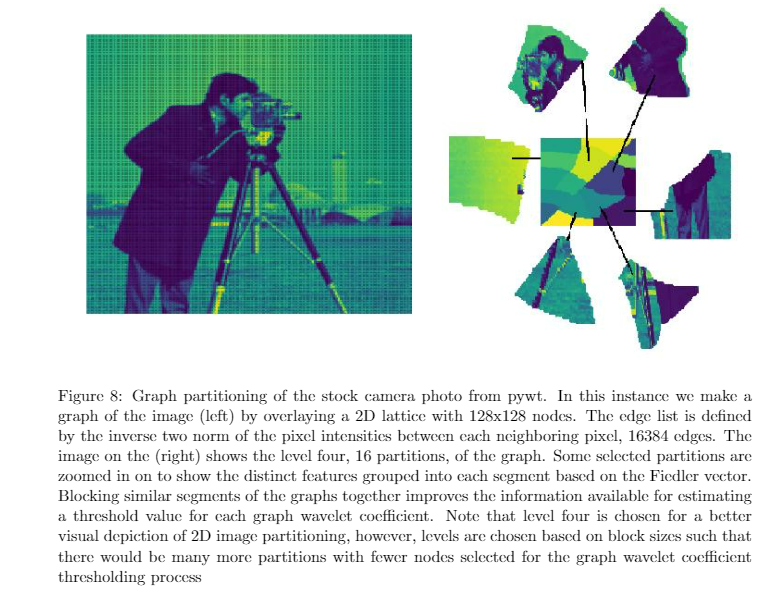 Figure 8: Graph partitioning of the stock camera photo from pywt. In this instance we make a
graph of the image (left) by overlaying a 2D lattice with 128x128 nodes. The edge list is defined
by the inverse two norm of the pixel intensities between each neighboring pixel, 16384 edges. The
image on the (right) shows the level four, 16 partitions, of the graph. Some selected partitions are
zoomed in on to show the distinct features grouped into each segment based on the Fiedler vector.
Blocking similar segments of the graphs together improves the information available for estimating
a threshold value for each graph wavelet coefficient. Note that level four is chosen for a better
visual depiction of 2D image partitioning, however, levels are chosen based on block sizes such that
there would be many more partitions with fewer nodes selected for the graph wavelet coefficient
thresholding process